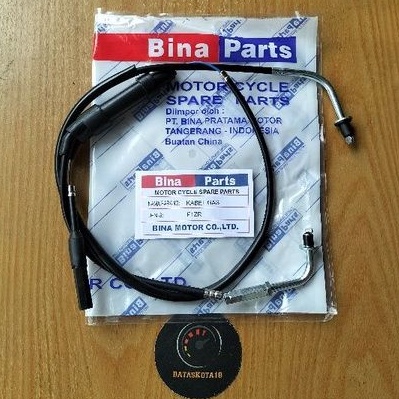 Bina Parts
MOTOR CYCLE
SPARE PARTS
Diimpor oleh :
PT. BINA PRATAMA MOTOR
TANGERANG - INDONESIA
Buatan China
Bina Parts
MOTOR CYCLE SPARE PARTS
KABEL GAS
F1ZR
BINA MOTOR CO.,LTD.
DATASKOTA18